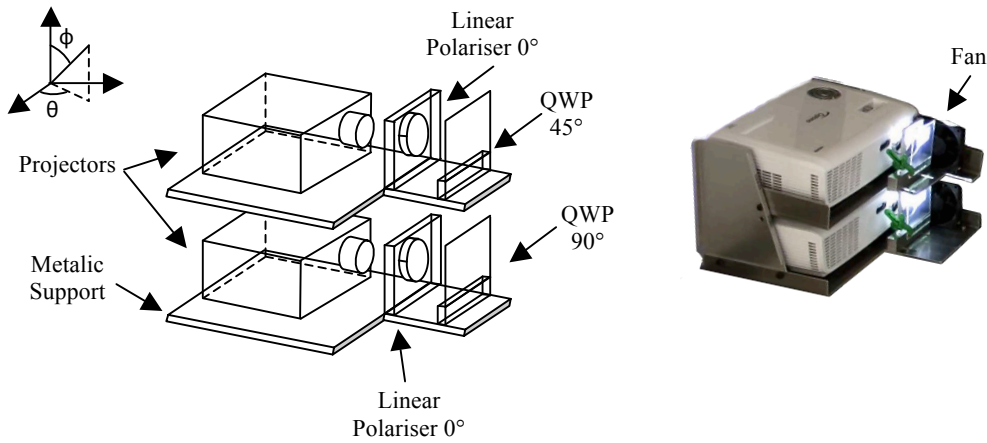 Linear
Polariser 0°
ϕ
θ
QWP
45°
Projectors
QWP
90°
Metalic
Support
Linear
Polariser 0°
Fan